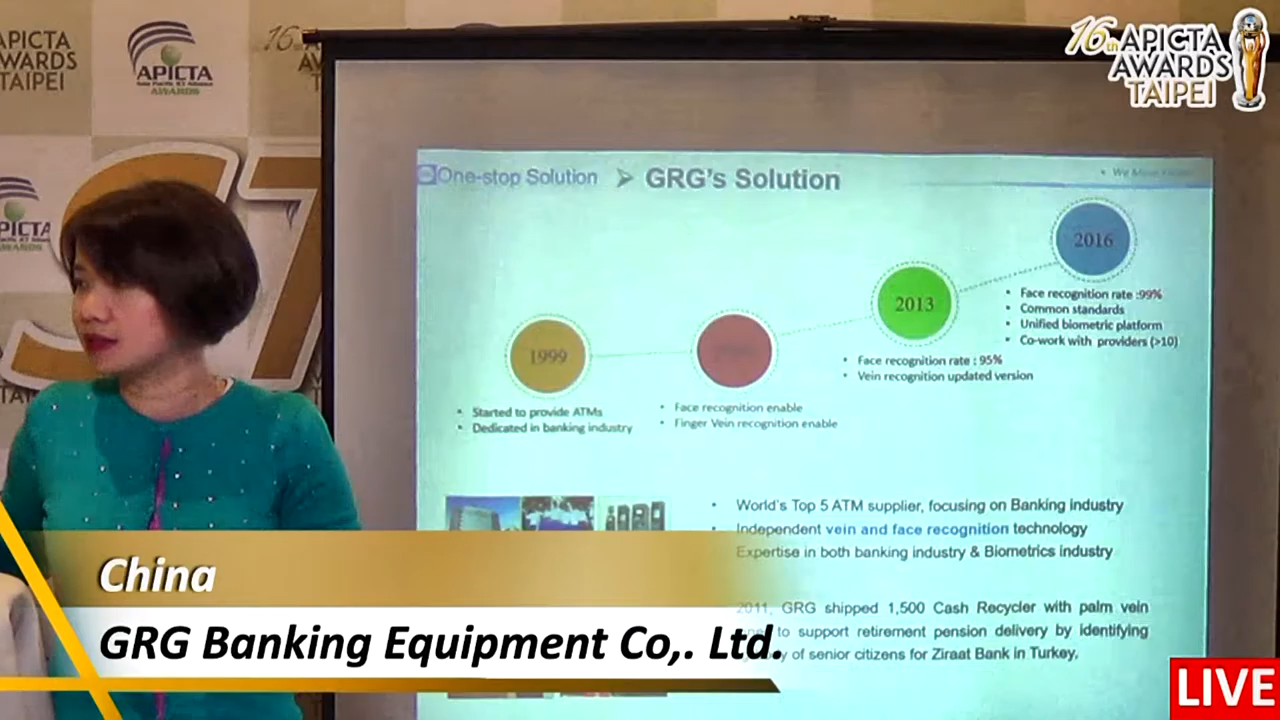 APICTA
AWARDS
TAIPEI
APICTA
AWARDS
16th
AW
16th APICTA
AWARDS
TAIPEI
PICTA
AWARDS
ST
One-stop Solution ➤ GRG's Solution
1999
2013
2016
• Started to provide ATMs
• Dedicated in banking industry
• Face recognition enable
• Finger Vein recognition enable
• Face recognition rate : 95%
• Vein recognition updated version
• Face recognition rate :99%
• Common standards
• Unified biometric platform
• Co-work with providers (>10)
• World's Top 5 ATM supplier, focusing on Banking industry
• Independent vein and face recognition technology
Expertise in both banking industry & Biometrics industry
2011, GRG shipped 1,500 Cash Recycler with palm vein
to support retirement pension delivery by identifying
of senior citizens for Ziraat Bank in Turkey.
China
GRG Banking Equipment Co,. Ltd.
LIVE